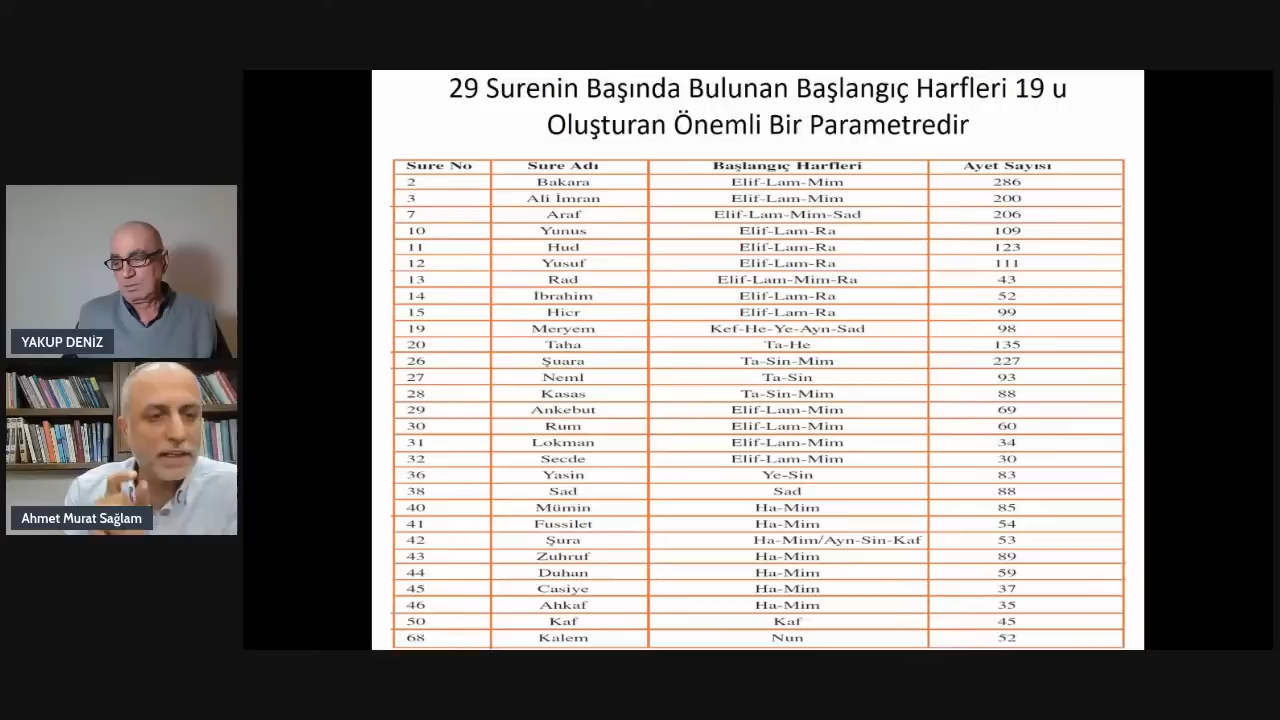 29 Surenin Başında Bulunan Başlangıç Harfleri 19 u
Oluşturan Önemli Bir Parametredir
Sure No Sure Adı Başlangıç Harfleri Ayet Sayısı
2 Bakara Elif-Lam-Mim 286
3 Ali İmran Elif-Lam-Mim 200
7 Araf Elif-Lam-Mim-Sad 206
10 Yunus Elif-Lam-Ra 109
11 Hud Elif-Lam-Ra 123
12 Yusuf Elif-Lam-Ra 111
13 Rad Elif-Lam-Mim-Ra 43
14 İbrahim Elif-Lam-Ra 52
15 Hicr Elif-Lam-Ra 99
19 Meryem Kef-He-Ye-Ayn-Sad 98
20 Taha Ta-He 135
26 Şuara Ta-Sin-Mim 227
27 Neml Ta-Sin 93
28 Kasas Ta-Sin-Mim 88
29 Ankebut Elif-Lam-Mim 69
30 Rum Elif-Lam-Mim 60
31 Lokman Elif-Lam-Mim 34
32 Secde Elif-Lam-Mim 30
36 Yasin Ye-Sin 83
38 Sad Sad 88
40 Mümin Ha-Mim 85
41 Fussilet Ha-Mim 54
42 Şura Ha-Mim/Ayn-Sin-Kaf 53
43 Zuhruf Ha-Mim 89
44 Duhan Ha-Mim 59
45 Casiye Ha-Mim 37
46 Ahkaf Ha-Mim 35
50 Kaf Kaf 45
68 Kalem Nun 52
YAKUP DENİZ
Ahmet Murat Sağlam